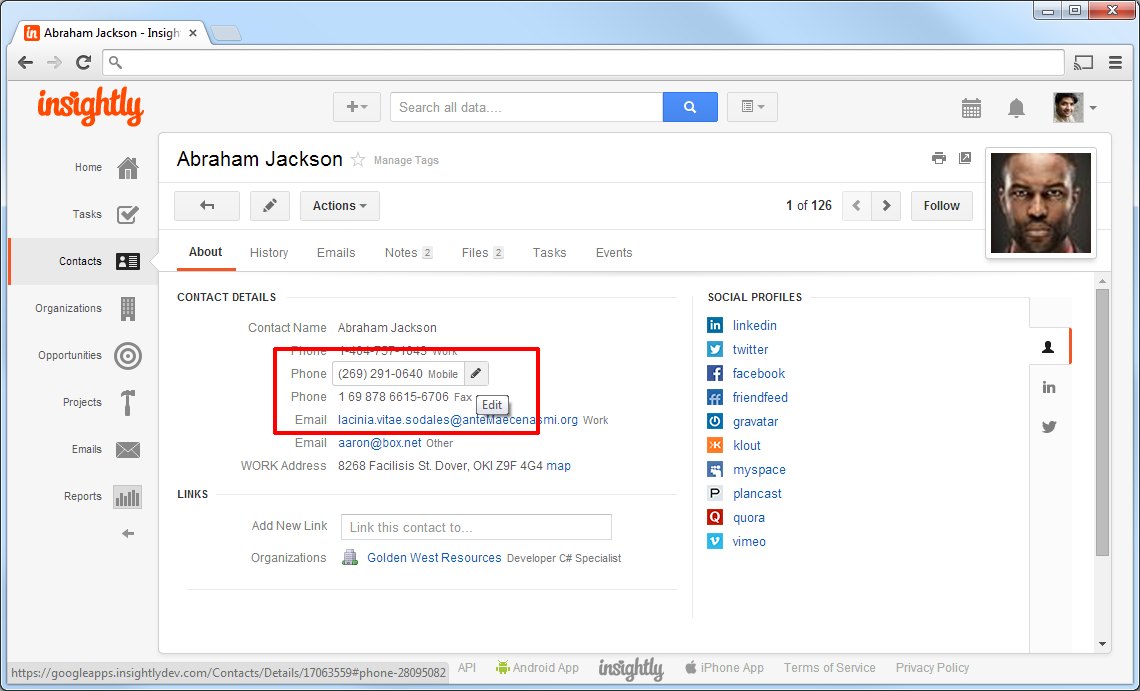 Abraham Jackson - Insigh
insightly
Search all data....
Home
Tasks
Contacts
Organizations
Opportunities
Projects
Emails
Reports
Abraham Jackson Manage Tags
Actions
1 of 126
Follow
About History Emails Notes 2 Files 2 Tasks Events
CONTACT DETAILS
Contact Name Abraham Jackson
Phone 1-404-757-1043 Work
Phone (269) 291-0640 Mobile
Phone 1 69 878 6615-6706 Fax
Edit
Email lacinia.vitae.sodales@anteMaecenasmi.org Work
Email aaron@box.net Other
WORK Address 8268 Facilisis St. Dover, OKI Z9F 4G4 map
LINKS
Add New Link Link this contact to...
Organizations Golden West Resources Developer C# Specialist
SOCIAL PROFILES
linkedin
twitter
facebook
friendfeed
gravatar
klout
myspace
plancast
quora
vimeo
https://googleapps.insightlydev.com/Contacts/Details/17063559#phone-28095082
API Android App insightly iPhone App Terms of Service Privacy Policy